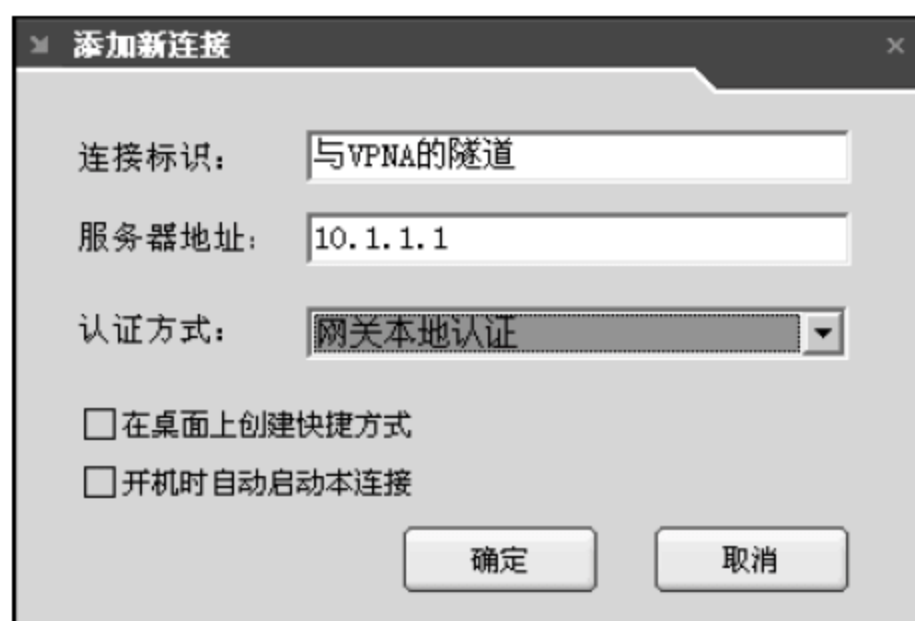 添加新连接
连接标识: 与VPNA的隧道
服务器地址: 10.1.1.1
认证方式: 网关本地认证
在桌面上创建快捷方式
开机时自动启动本连接
确定 取消